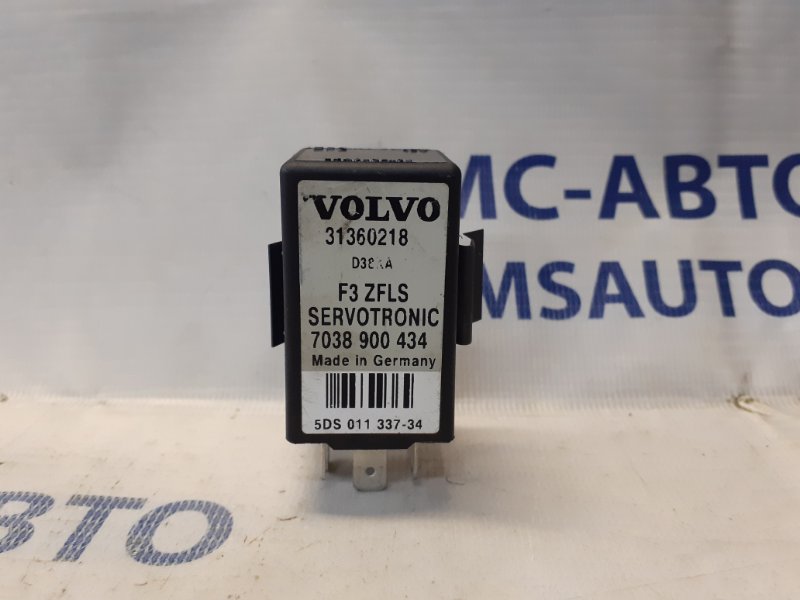 VOLVO
31360218
F3 ZFLS
SERVOTRONIC
7038 900 434
Made in Germany
5DS 011 337-34
МС-АВТО
MSAUTO
ВТО